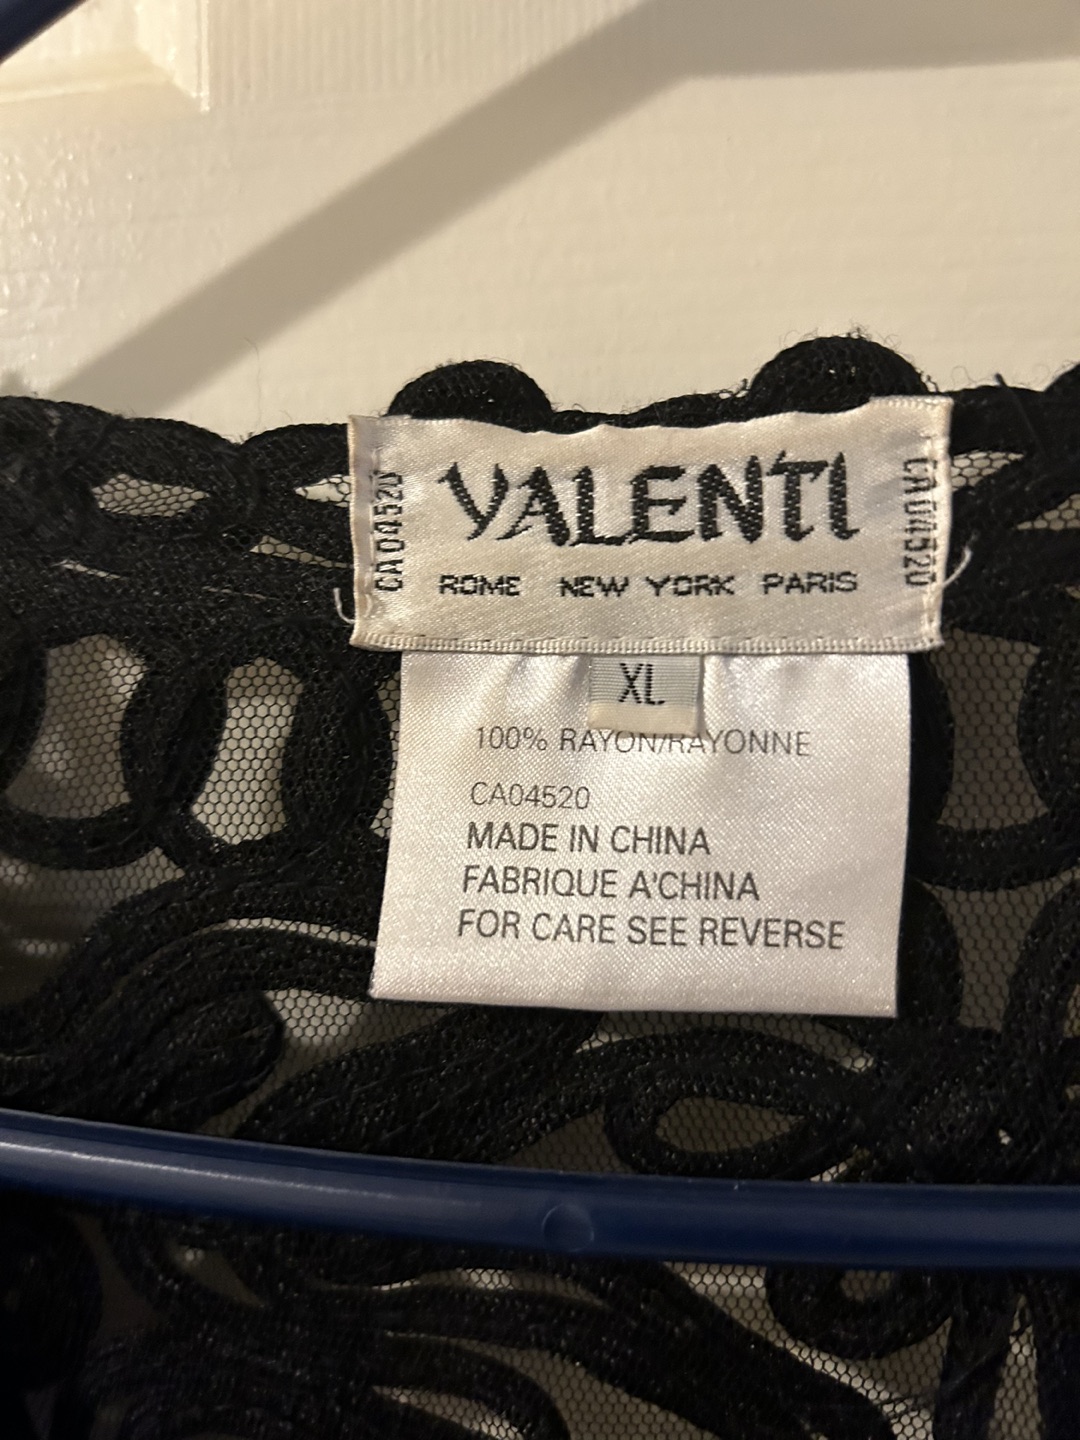 VALENTI
ROME NEW YORK PARIS
CA04520
CA04520
XL
100% RAYON/RAYONNE
CA04520
MADE IN CHINA
FABRIQUE A'CHINA
FOR CARE SEE REVERSE